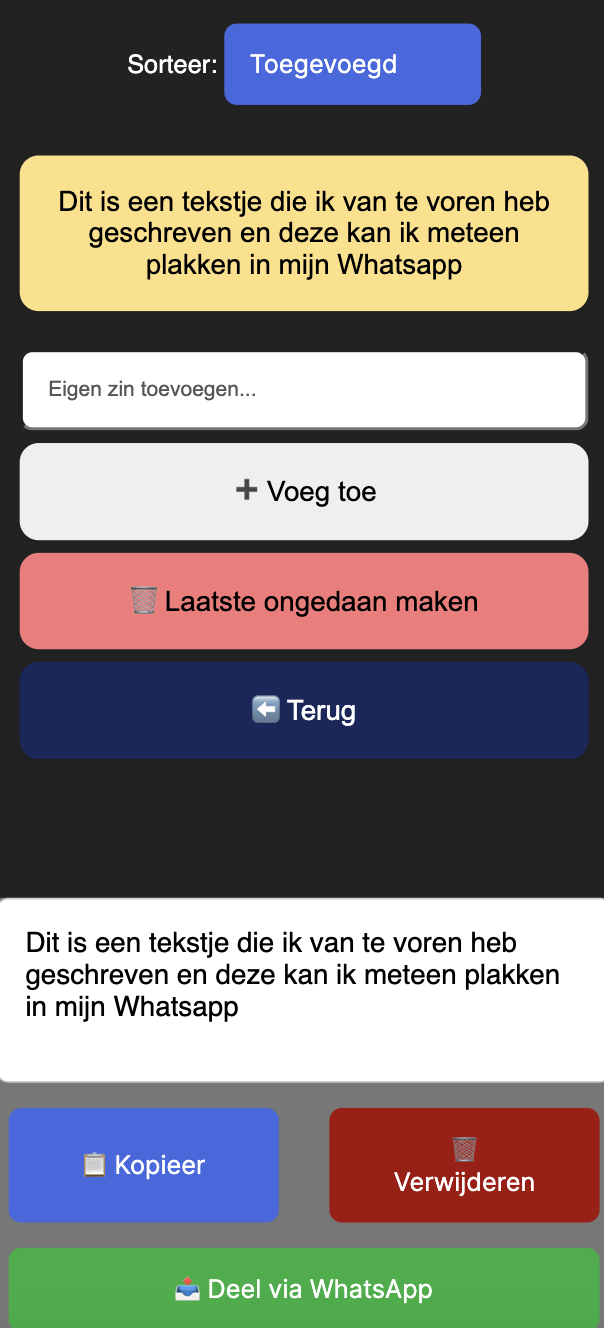 Sorteer: Toegevoegd
Dit is een tekstje die ik van te voren heb
geschreven en deze kan ik meteen
plakken in mijn Whatsapp
Eigen zin toevoegen...
➕ Voeg toe
🗑️ Laatste ongedaan maken
⬅️ Terug
Dit is een tekstje die ik van te voren heb
geschreven en deze kan ik meteen plakken
in mijn Whatsapp
📋 Kopieer
🗑️
Verwijderen
📤 Deel via WhatsApp